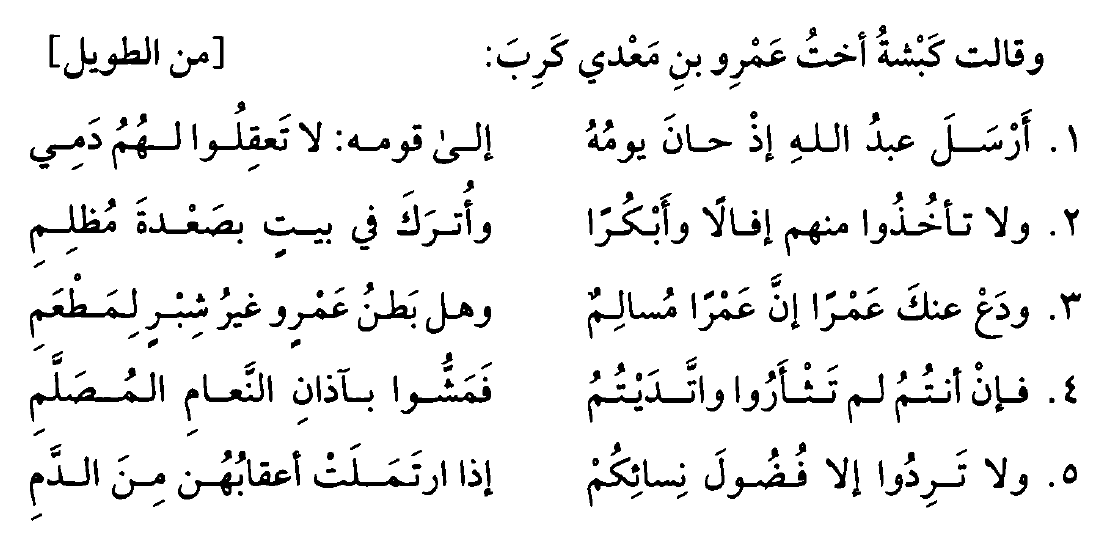 وقالت كَبْشةُ أختُ عَمْرِو بنِ مَعْدي كَرِبَ: [من الطويل]
١. أَرْسَلَ عبدُ اللهِ إذْ حانَ يومُهُ إلىٰ قومه: لا تَعقِلُوا لهُمُ دَمِي
٢. ولا تأخُذُوا منهم إفالًا وأَبْكُرًا وأُترَكَ في بيتٍ بصَعْدةَ مُظلِمِ
٣. ودَعْ عنكَ عَمْرًا إنَّ عَمْرًا مُسالِمٌ وهل بَطنُ عَمْرٍو غيرُ شِبْرٍ لِمَطْعَمِ
٤. فإنْ أنتُمُ لم تَثْأَرُوا واتَّدَيْتُمُ فَمَشُّوا بآذانِ النَّعامِ المُصَلَّمِ
٥. ولا تَرِدُوا إلا فُضُولَ نِسائِكُمْ إذا ارتَمَلَتْ أعقابُهُن مِنَ الدَّمِ